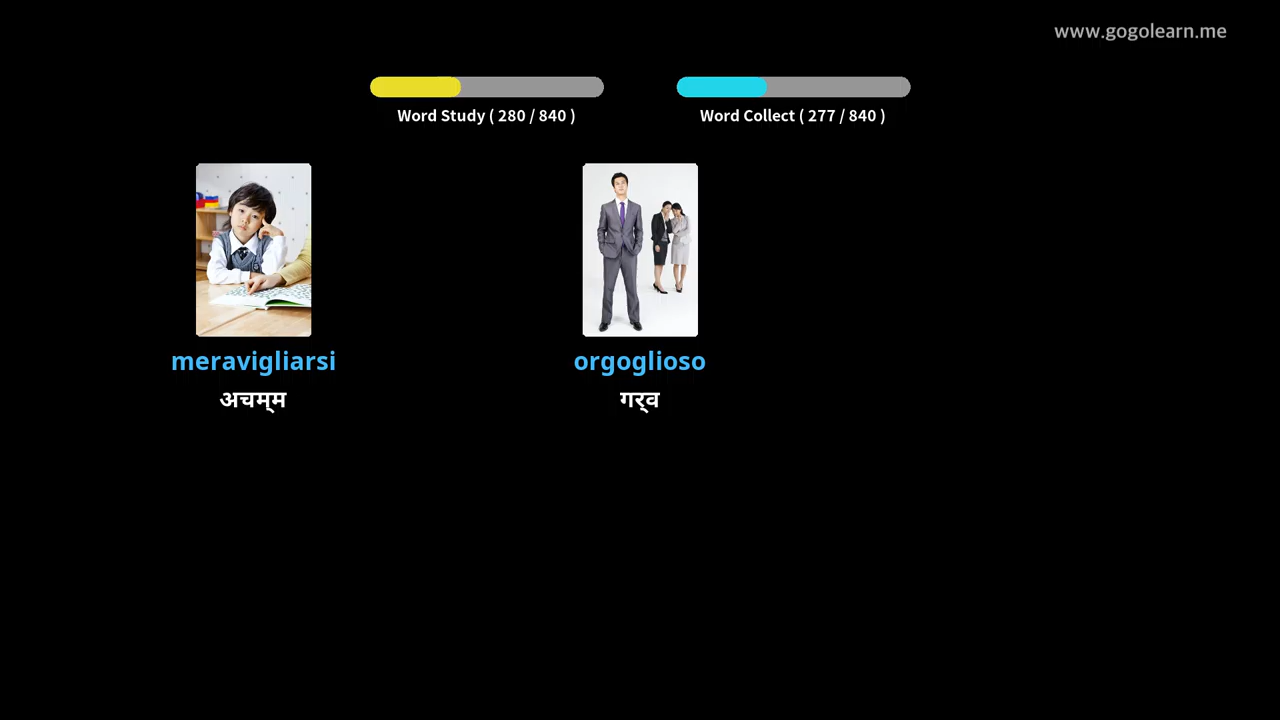 www.gogolearn.me
Word Study ( 280 / 840 )
Word Collect ( 277 / 840 )
meravigliarsi
orgoglioso
अचम्‌म
गर्‌व